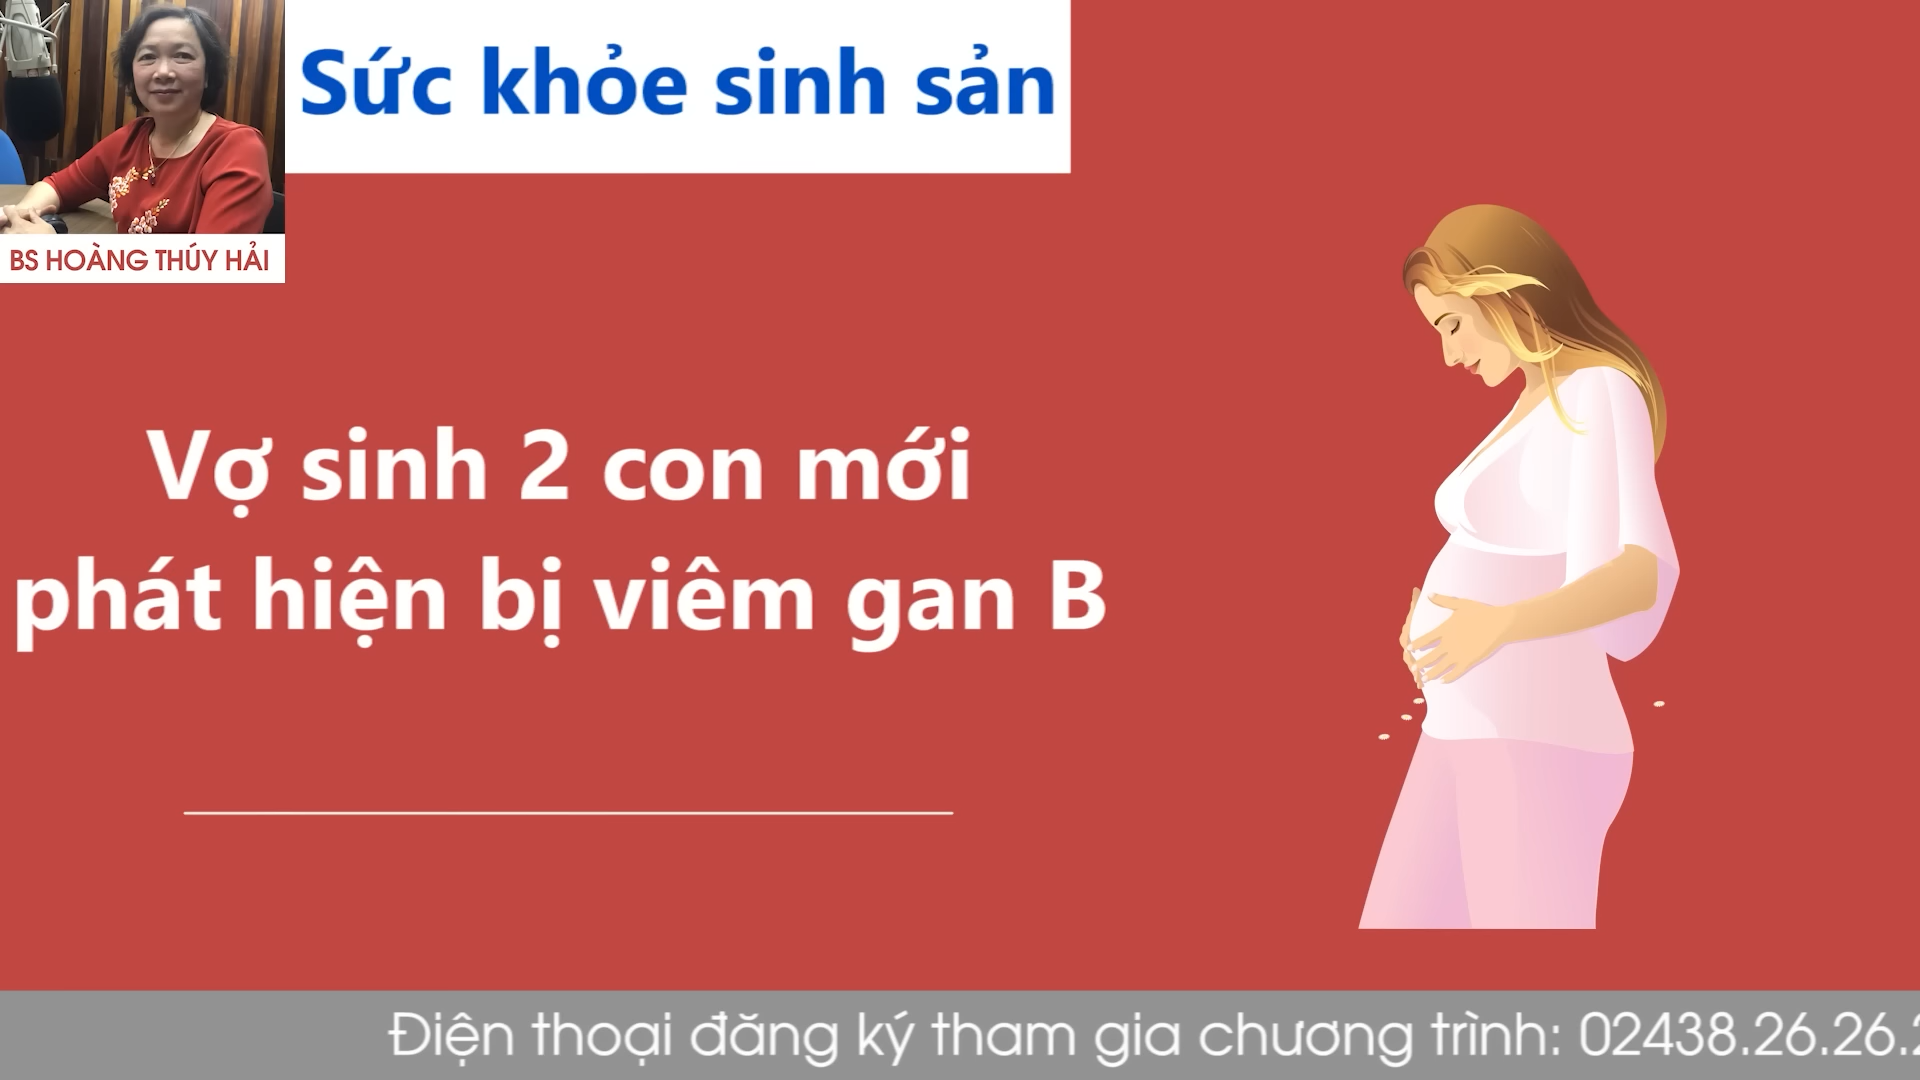 Sức khỏe sinh sản
BS HOÀNG THÚY HẢI
Vợ sinh 2 con mới
phát hiện bị viêm gan B
Điện thoại đăng ký tham gia chương trình: 02438.26.26.